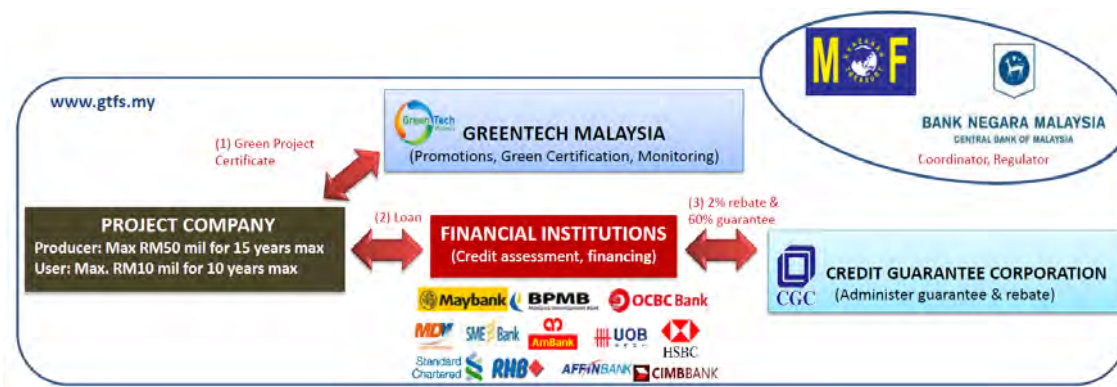 MOF
BANK NEGARA MALAYSIA
CENTRAL BANK OF MALAYSIA
Coordinator, Regulator
www.gtfs.my
GreenTech
GREENTECH MALAYSIA
(Promotions, Green Certification, Monitoring)
(1) Green Project
Certificate
PROJECT COMPANY
Producer: Max RM50 mil for 15 years max
User: Max. RM10 mil for 10 years max
(2) Loan
FINANCIAL INSTITUTIONS
(Credit assessment, financing)
(3) 2% rebate &
60% guarantee
CGC
CREDIT GUARANTEE CORPORATION
(Administer guarantee & rebate)
Maybank
BPMB
OCBC Bank
MDV
SME Bank
AmBank
UOB
HSBC
Standard
Chartered
RHB
AFFINBANK
CIMBBANK